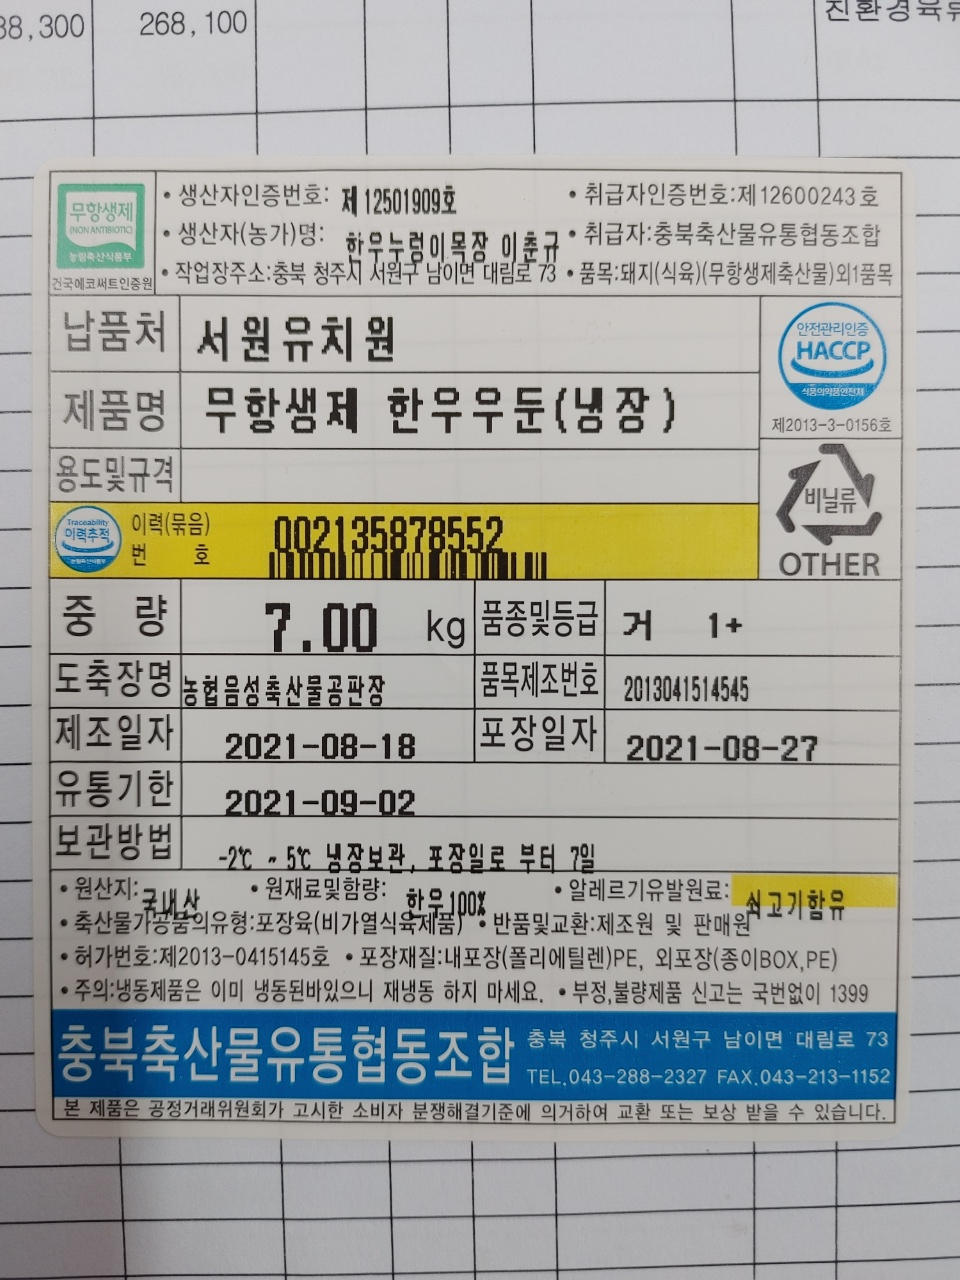 38,300 268,100 친환경육류
무항생제
(NON ANTIBIOTIC)
농림축산식품부
건국에코써트인증원
• 생산자인증번호: 제12501909호 • 취급자인증번호:제12600243호
• 생산자(농가)명: 한우누렁이목장 이춘규 • 취급자:충북축산물유통협동조합
• 작업장주소:충북 청주시 서원구 남이면 대림로 73 • 품목:돼지(식육)(무항생제축산물)외1품목
납품처 서원유치원
제품명 무항생제 한우우둔(냉장)
용도및규격
안전관리인증
HACCP
식품의약품안전처
제2013-3-0156호
비닐류
OTHER
Traceability
이력추적
농림축산식품부
이력(묶음)
번 호 002135878552
중 량 7.00 kg 품종및등급 거 1+
도축장명 농협음성축산물공판장 품목제조번호 2013041514545
제조일자 2021-08-18 포장일자 2021-08-27
유통기한 2021-09-02
보관방법 -2℃ ~ 5℃ 냉장보관, 포장일로 부터 7일
• 원산지: 국내산 • 원재료및함량: 한우100% • 알레르기유발원료: 쇠고기함유
• 축산물가공품의유형:포장육(비가열식육제품) • 반품및교환:제조원 및 판매원
• 허가번호:제2013-0415145호 • 포장재질:내포장(폴리에틸렌)PE, 외포장(종이BOX,PE)
• 주의:냉동제품은 이미 냉동된바있으니 재냉동 하지 마세요. • 부정,불량제품 신고는 국번없이 1399
충북축산물유통협동조합 충북 청주시 서원구 남이면 대림로 73
TEL.043-288-2327 FAX.043-213-1152
본 제품은 공정거래위원회가 고시한 소비자 분쟁해결기준에 의거하여 교환 또는 보상 받을 수 있습니다.